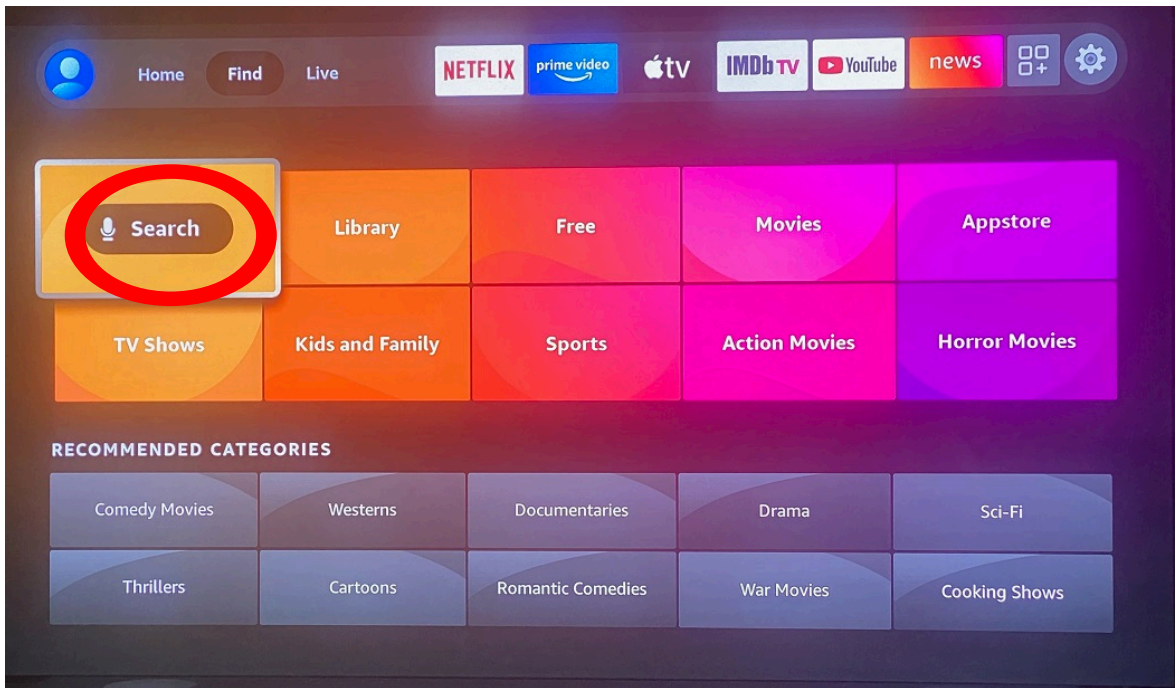 Home Find Live NETFLIX prime video tv IMDb TV YouTube news
Search Library Free Movies Appstore
TV Shows Kids and Family Sports Action Movies Horror Movies
RECOMMENDED CATEGORIES
Comedy Movies Westerns Documentaries Drama Sci-Fi
Thrillers Cartoons Romantic Comedies War Movies Cooking Shows